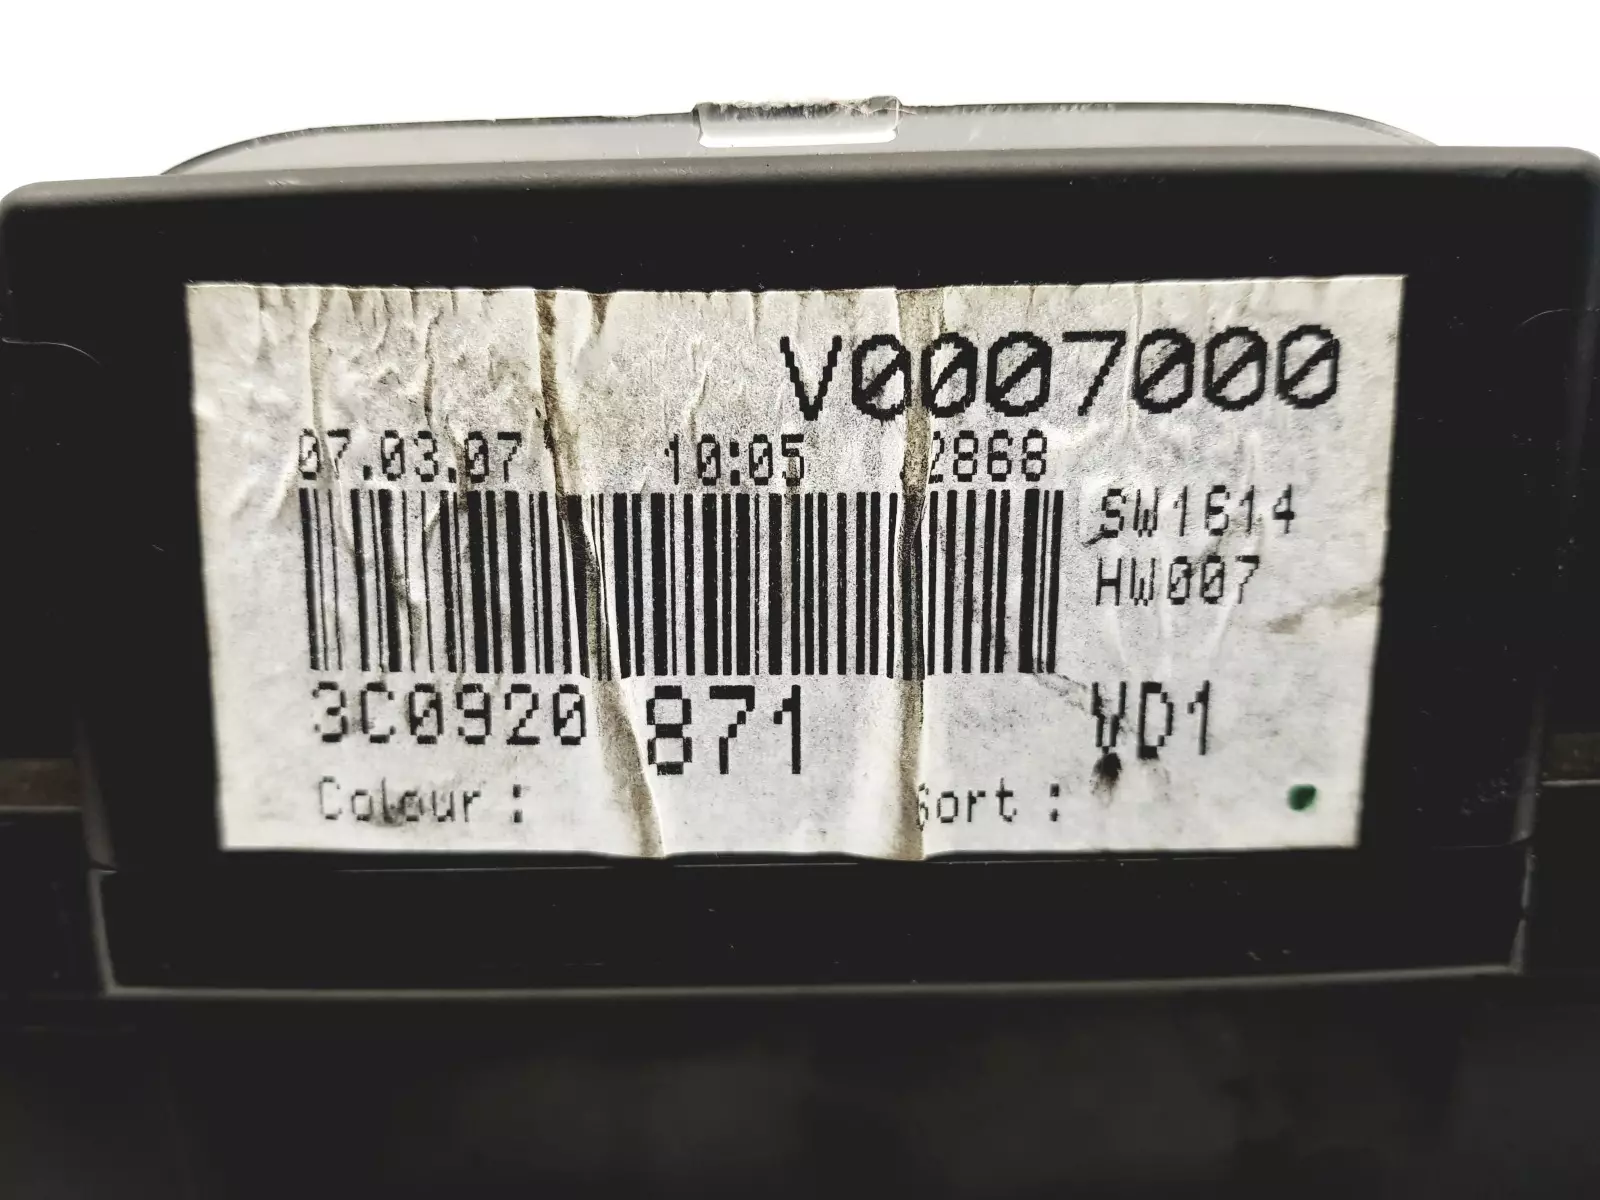 V0007000
07.03.07 10:05 2868
SW1614
HW007
3C0920 871 VD1
Colour : Sort :